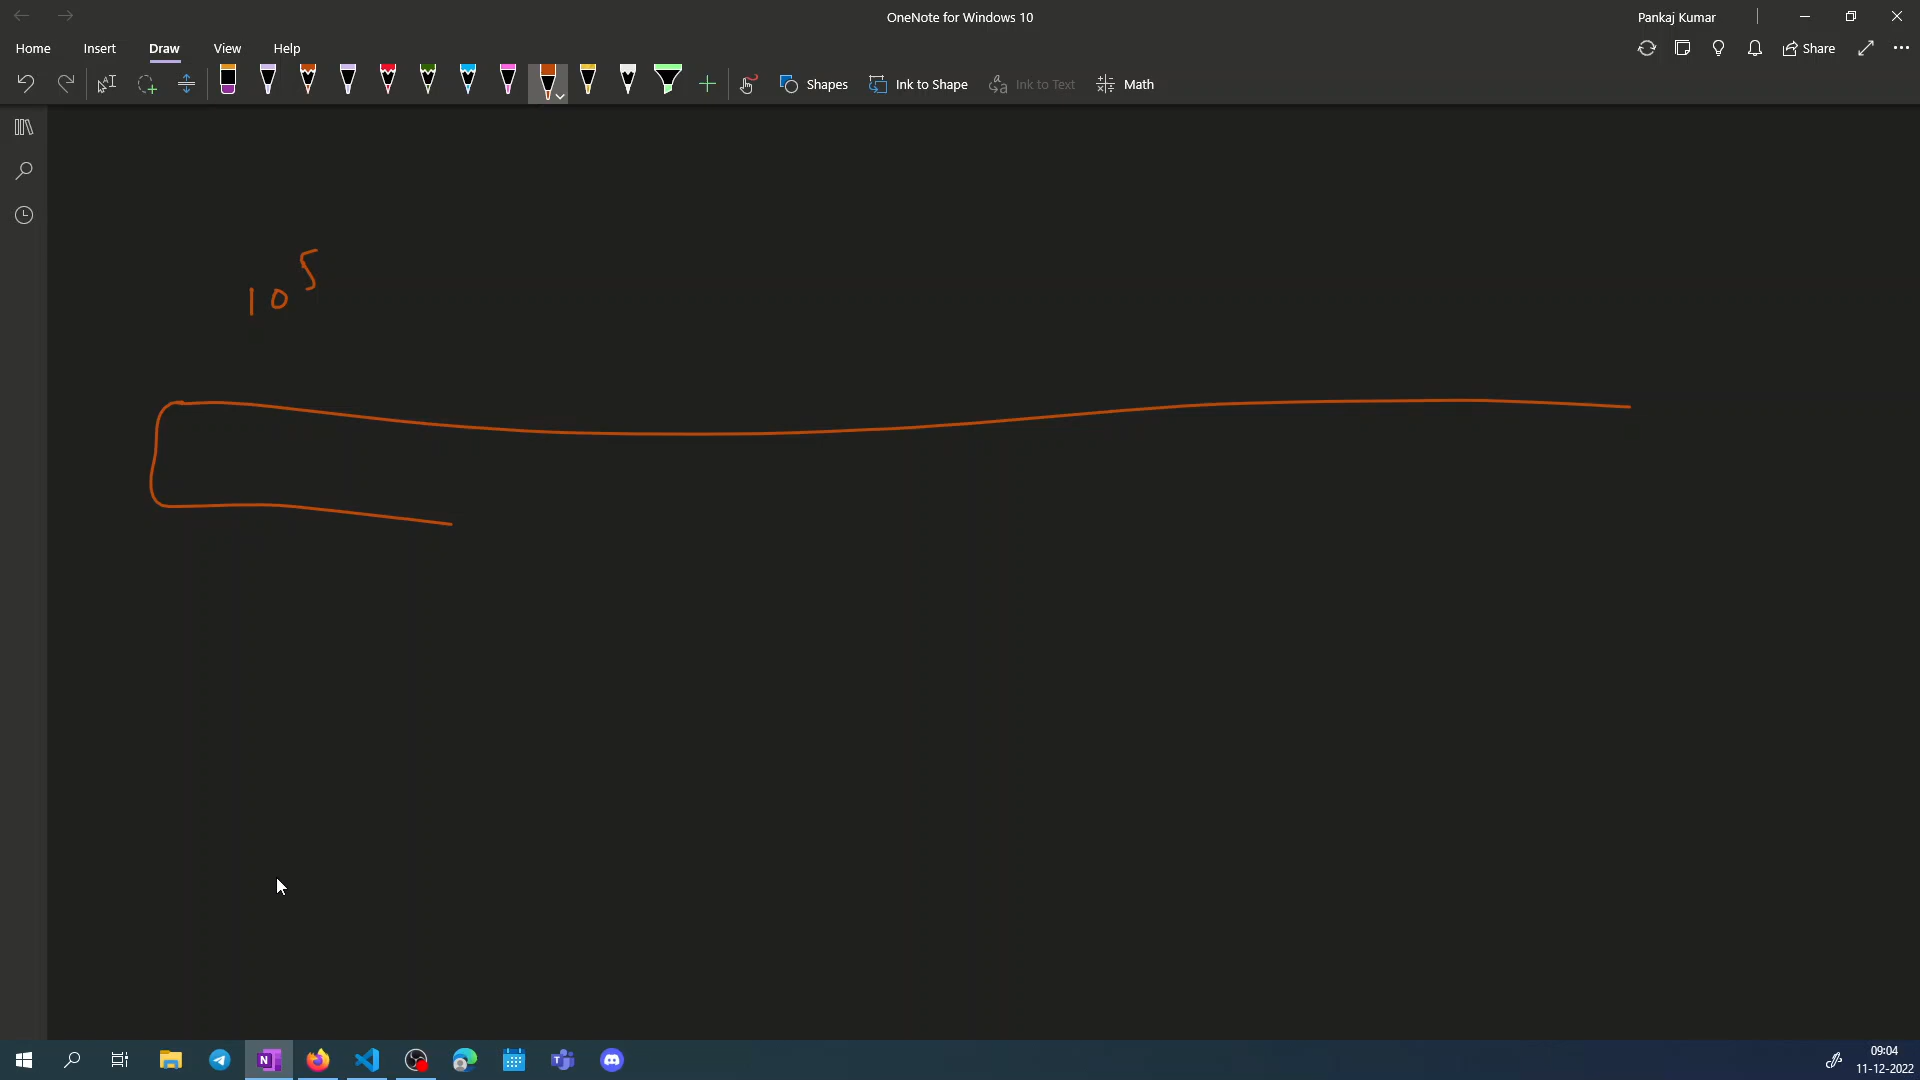 OneNote for Windows 10
Pankaj Kumar
Home Insert Draw View Help
Share
Shapes Ink to Shape Ink to Text Math
10⁵
09:04
11-12-2022